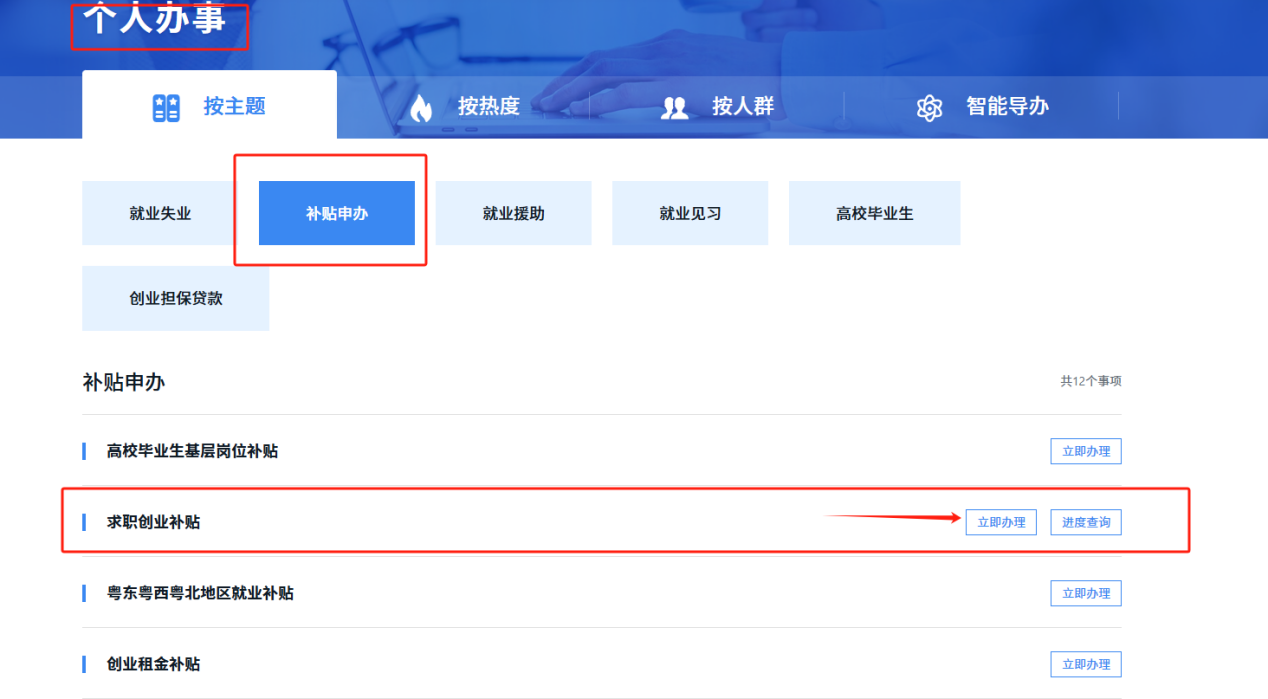 个人办事
按主题 按热度 按人群 智能导办
就业失业 补贴申办 就业援助 就业见习 高校毕业生
创业担保贷款
补贴申办 共12个事项
高校毕业生基层岗位补贴 立即办理
求职创业补贴 立即办理 进度查询
粤东粤西粤北地区就业补贴 立即办理
创业租金补贴 立即办理